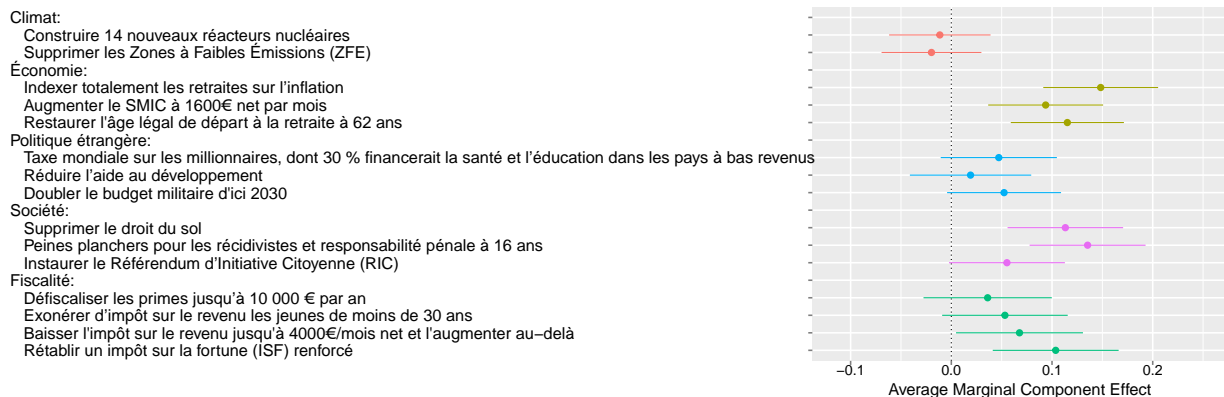 Climat:
Construire 14 nouveaux réacteurs nucléaires
Supprimer les Zones à Faibles Émissions (ZFE)
Économie:
Indexer totalement les retraites sur l’inflation
Augmenter le SMIC à 1600€ net par mois
Restaurer l'âge légal de départ à la retraite à 62 ans
Politique étrangère:
Taxe mondiale sur les millionnaires, dont 30 % financerait la santé et l’éducation dans les pays à bas revenus
Réduire l’aide au développement
Doubler le budget militaire d'ici 2030
Société:
Supprimer le droit du sol
Peines planchers pour les récidivistes et responsabilité pénale à 16 ans
Instaurer le Référendum d’Initiative Citoyenne (RIC)
Fiscalité:
Défiscaliser les primes jusqu’à 10 000 € par an
Exonérer d’impôt sur le revenu les jeunes de moins de 30 ans
Baisser l'impôt sur le revenu jusqu'à 4000€/mois net et l'augmenter au−delà
Rétablir un impôt sur la fortune (ISF) renforcé
−0.1 0.0 0.1 0.2
Average Marginal Component Effect